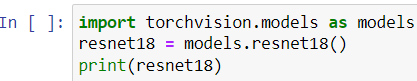 In [ ]: import torchvision.models as models
resnet18 = models.resnet18()
print(resnet18)